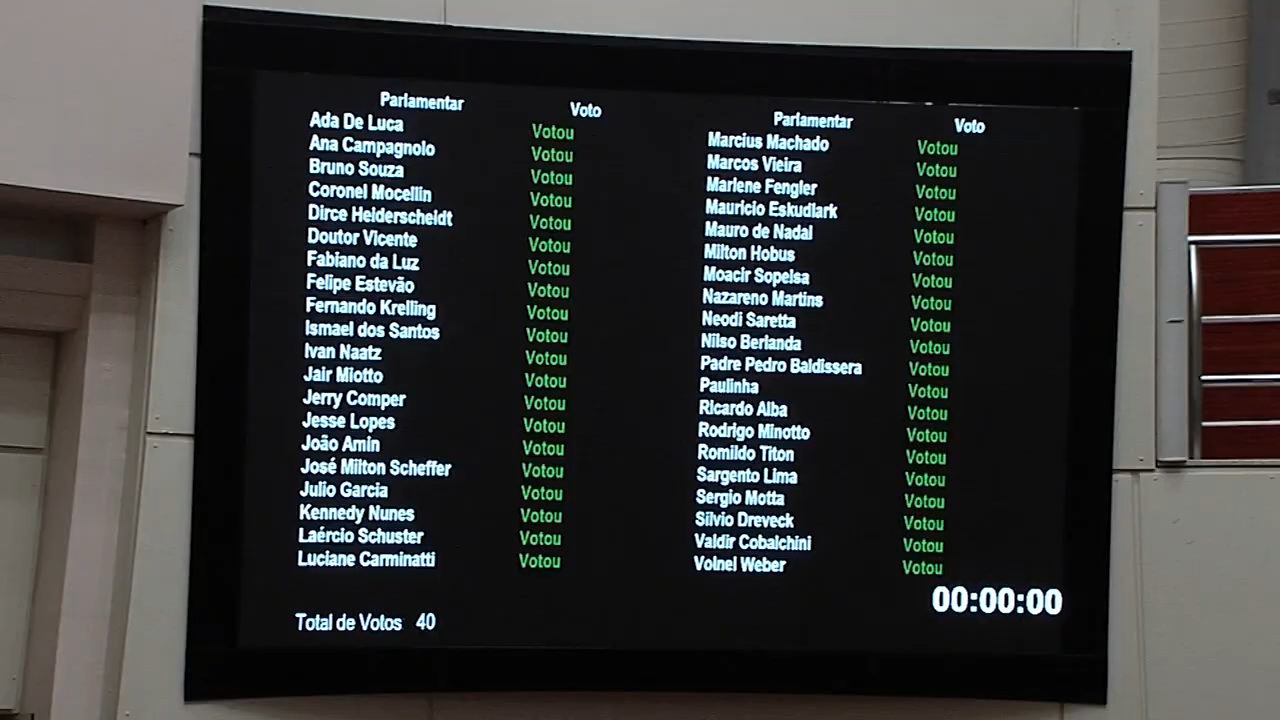 Parlamentar Voto
Ada De Luca Votou
Ana Campagnolo Votou
Bruno Souza Votou
Coronel Mocellin Votou
Dirce Heiderscheidt Votou
Doutor Vicente Votou
Fabiano da Luz Votou
Felipe Estevão Votou
Fernando Krelling Votou
Ismael dos Santos Votou
Ivan Naatz Votou
Jair Miotto Votou
Jerry Comper Votou
Jesse Lopes Votou
João Amin Votou
José Milton Scheffer Votou
Julio Garcia Votou
Kennedy Nunes Votou
Laércio Schuster Votou
Luciane Carminatti Votou
Total de Votos 40
Parlamentar Voto
Marcius Machado Votou
Marcos Vieira Votou
Marlene Fengler Votou
Mauricio Eskudlark Votou
Mauro de Nadal Votou
Milton Hobus Votou
Moacir Sopelsa Votou
Nazareno Martins Votou
Neodi Saretta Votou
Nilso Berlanda Votou
Padre Pedro Baldissera Votou
Paulinha Votou
Ricardo Alba Votou
Rodrigo Minotto Votou
Romildo Titon Votou
Sargento Lima Votou
Sergio Motta Votou
Silvio Dreveck Votou
Valdir Cobalchini Votou
Volnei Weber Votou
00:00:00